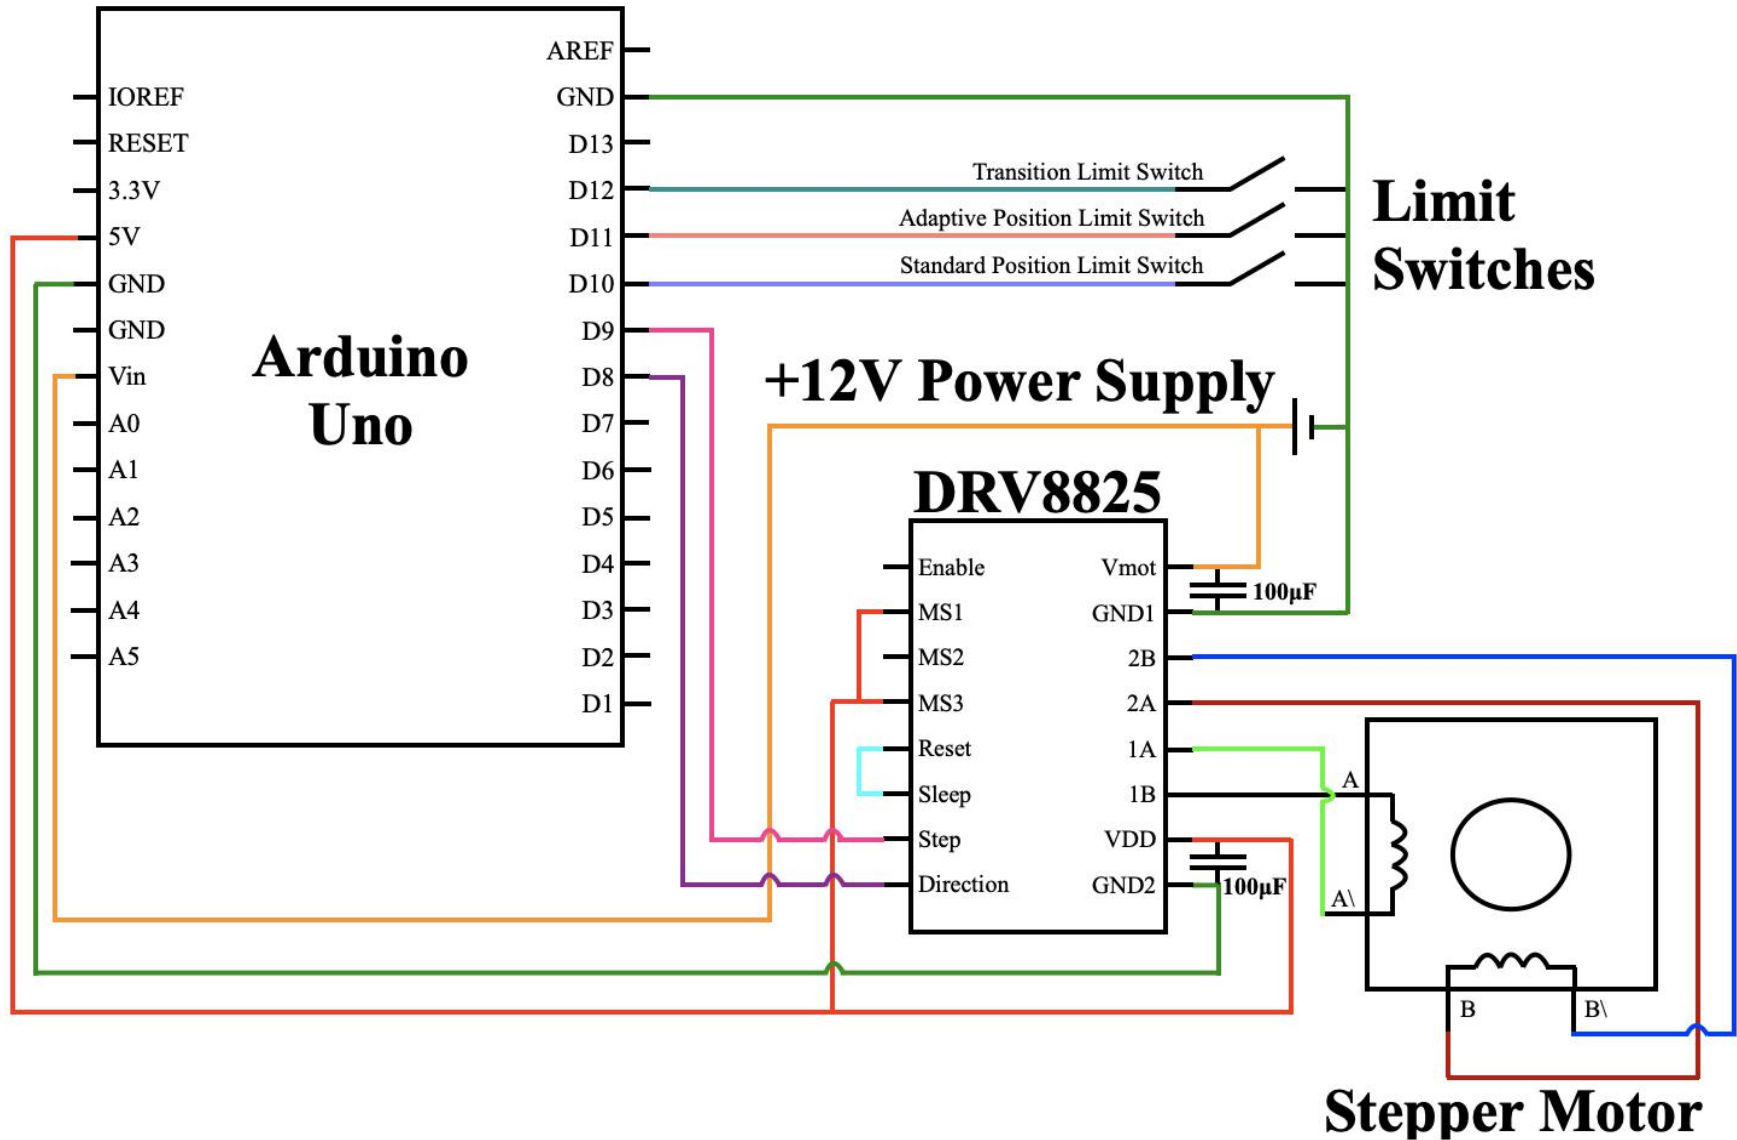 AREF
IOREF
GND
RESET
D13
3.3V
D12
Transition Limit Switch
5V
D11
Adaptive Position Limit Switch
GND
D10
Standard Position Limit Switch
Limit
Switches
GND
D9
Vin
D8
Arduino
Uno
+12V Power Supply
A0
D7
A1
D6
A2
D5
A3
D4
A4
D3
A5
D2
D1
DRV8825
Enable
Vmot
100µF
MS1
GND1
MS2
2B
MS3
2A
Reset
1A
Sleep
1B
A
Step
VDD
Direction
GND2
100µF
A\
B
B\
Stepper Motor